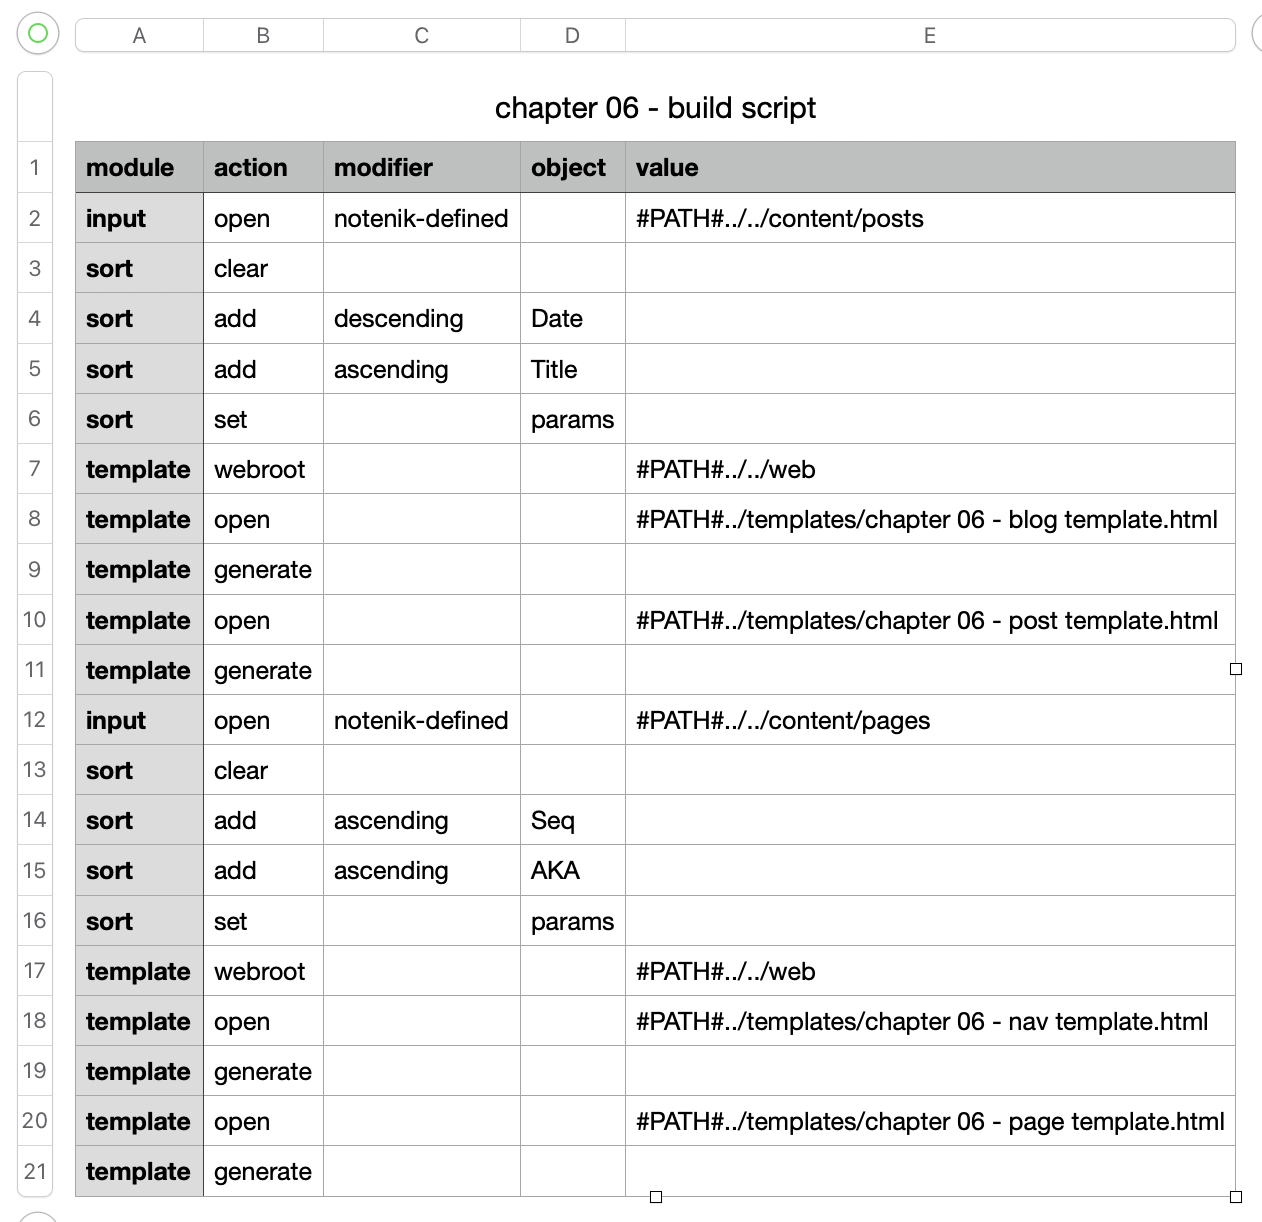 A B C D E
chapter 06 - build script
1 module action modifier object value
2 input open notenik-defined #PATH#../../content/posts
3 sort clear
4 sort add descending Date
5 sort add ascending Title
6 sort set params
7 template webroot #PATH#../../web
8 template open #PATH#../templates/chapter 06 - blog template.html
9 template generate
10 template open #PATH#../templates/chapter 06 - post template.html
11 template generate
12 input open notenik-defined #PATH#../../content/pages
13 sort clear
14 sort add ascending Seq
15 sort add ascending AKA
16 sort set params
17 template webroot #PATH#../../web
18 template open #PATH#../templates/chapter 06 - nav template.html
19 template generate
20 template open #PATH#../templates/chapter 06 - page template.html
21 template generate